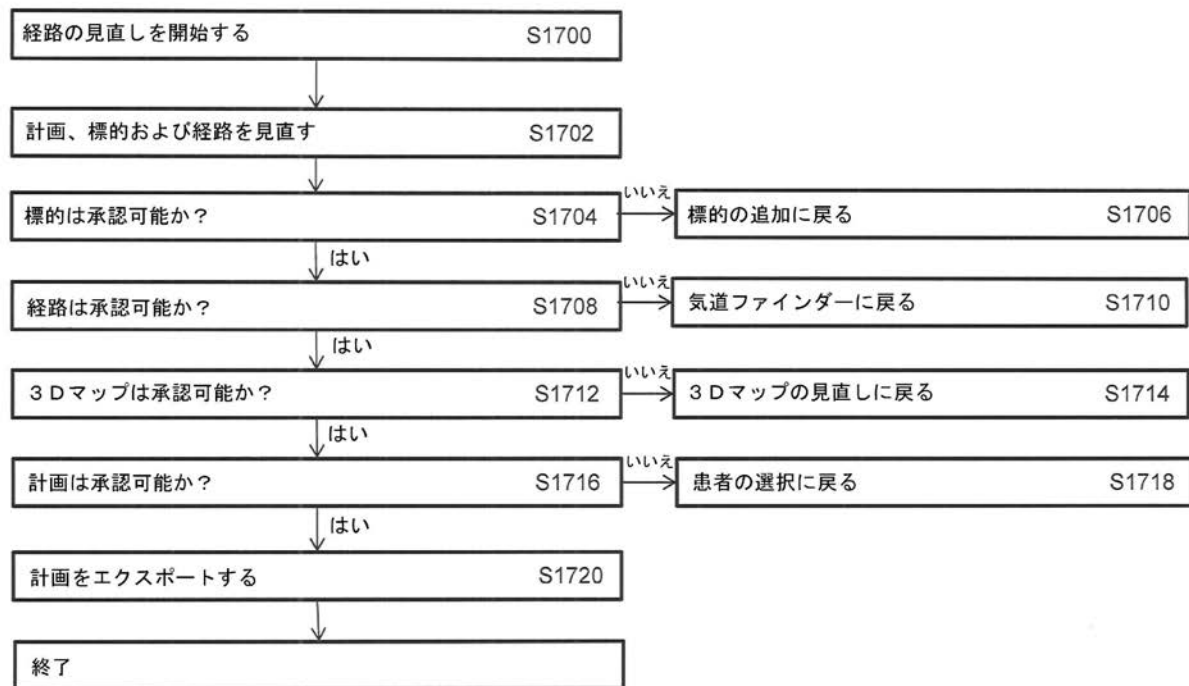 経路の見直しを開始する S1700
計画、標的および経路を見直す S1702
標的は承認可能か？ S1704
いいえ
標的の追加に戻る S1706
はい
経路は承認可能か？ S1708
いいえ
気道ファインダーに戻る S1710
はい
３Ｄマップは承認可能か？ S1712
いいえ
３Ｄマップの見直しに戻る S1714
はい
計画は承認可能か？ S1716
いいえ
患者の選択に戻る S1718
はい
計画をエクスポートする S1720
終了